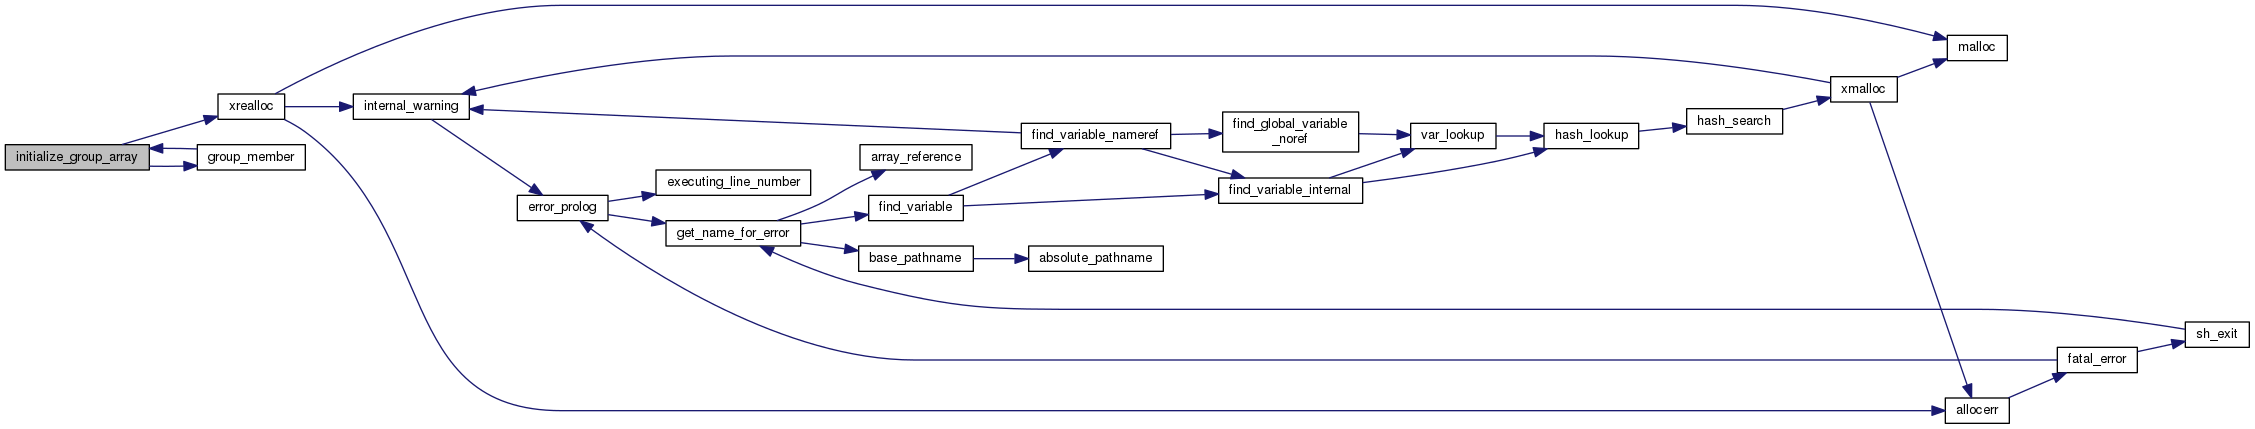 initialize_group_array
xrealloc
group_member
internal_warning
error_prolog
executing_line_number
get_name_for_error
array_reference
find_variable
base_pathname
absolute_pathname
find_variable_nameref
find_global_variable
_noref
find_variable_internal
var_lookup
hash_lookup
hash_search
xmalloc
malloc
allocerr
fatal_error
sh_exit